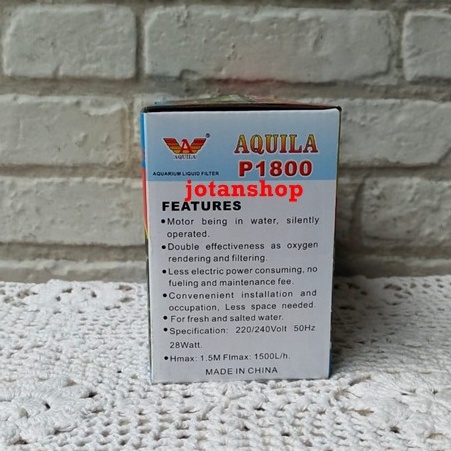 AQUILA
AQUILA
P1800
AQUARIUM LIQUID FILTER
jotanshop
FEATURES
•Motor being in water, silently
operated.
•Double effectiveness as oxygen
rendering and filtering.
•Less electric power consuming, no
fueling and maintenance fee.
•Convenenient installation and
occupation, Less space needed.
• For fresh and salted water.
•Specification: 220/240Volt 50Hz
28Watt.
•Hmax: 1.5M Flmax: 1500L/h.
MADE IN CHINA